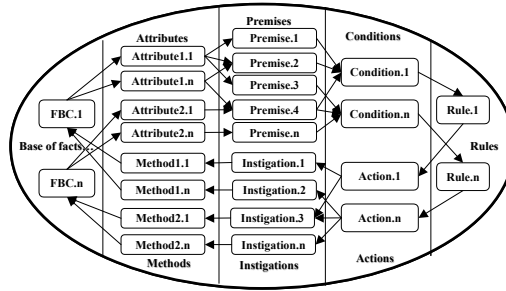 Premises
Attributes
Conditions
Attribute1.1
Premise.1
Premise.2
Attribute1.n
Condition.1
Premise.3
FBC.1
Attribute2.1
Premise.4
Condition.n
Rule.1
Attribute2.n
Premise.n
Base of facts...
Rules
Method1.1
Instigation.1
FBC.n
Action.1
Rule.n
Method1.n
Instigation.2
Method2.1
Instigation.3
Action.n
Method2.n
Instigation.n
Methods
Instigations
Actions